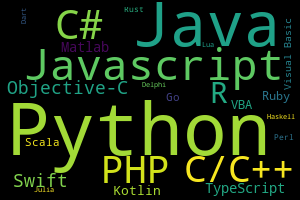 Dart
Rust
C#
Java
Matlab
Lua
Visual Basic
Javascript
Objective-C
Delphi
R
Go
VBA
Ruby
Python
Haskell
Scala
Perl
PHP
C/C++
Swift
Julia
Kotlin
TypeScript